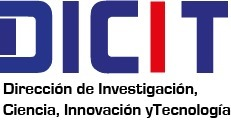 DICIT
Dirección de Investigación,
Ciencia, Innovación yTecnología